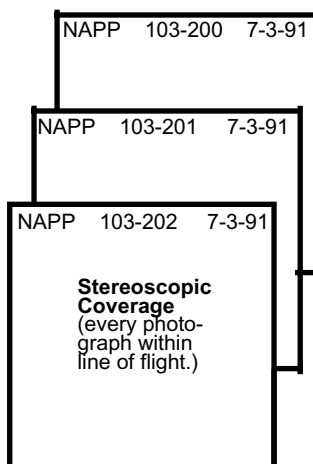 NAPP 103-200 7-3-91
NAPP 103-201 7-3-91
NAPP 103-202 7-3-91
Stereoscopic
Coverage
(every photo-
graph within
line of flight.)